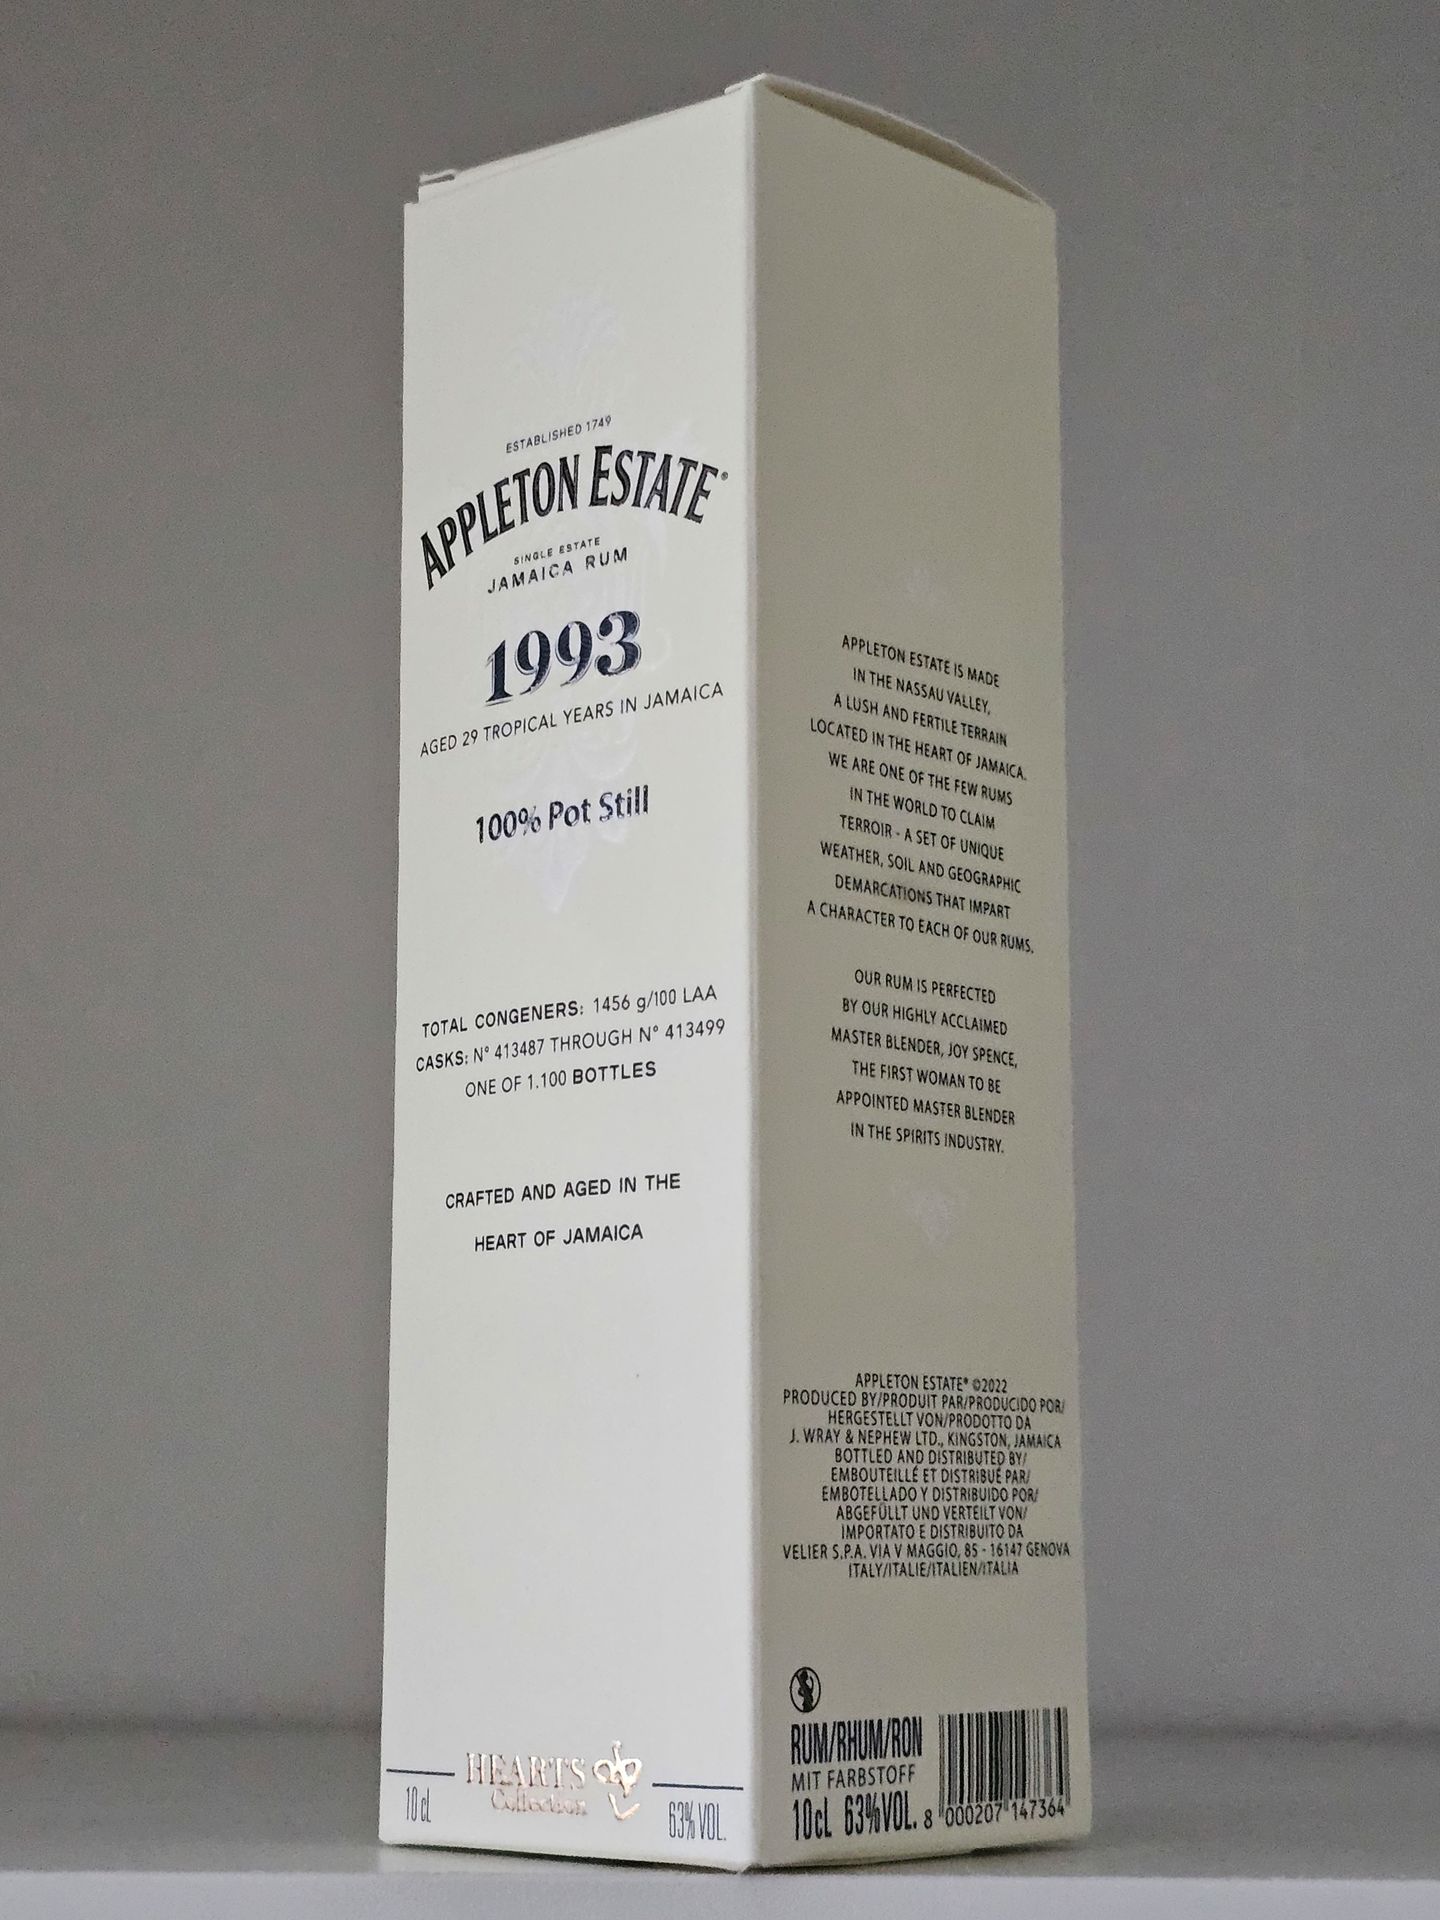 ESTABLISHED 1749
APPLETON ESTATE®
SINGLE ESTATE
JAMAICA RUM
1993
AGED 29 TROPICAL YEARS IN JAMAICA
100% Pot Still
TOTAL CONGENERS: 1456 g/100 LAA
CASKS: N° 413487 THROUGH N° 413499
ONE OF 1.100 BOTTLES
CRAFTED AND AGED IN THE
HEART OF JAMAICA
HEARTS
Collection
10 cL
63% VOL.
APPLETON ESTATE IS MADE
IN THE NASSAU VALLEY,
A LUSH AND FERTILE TERRAIN
LOCATED IN THE HEART OF JAMAICA.
WE ARE ONE OF THE FEW RUMS
IN THE WORLD TO CLAIM
TERROIR - A SET OF UNIQUE
WEATHER, SOIL AND GEOGRAPHIC
DEMARCATIONS THAT IMPART
A CHARACTER TO EACH OF OUR RUMS.
OUR RUM IS PERFECTED
BY OUR HIGHLY ACCLAIMED
MASTER BLENDER, JOY SPENCE,
THE FIRST WOMAN TO BE
APPOINTED MASTER BLENDER
IN THE SPIRITS INDUSTRY.
APPLETON ESTATE® ©2022
PRODUCED BY/PRODUIT PAR/PRODUCIDO POR/
HERGESTELLT VON/PRODOTTO DA
J. WRAY & NEPHEW LTD., KINGSTON, JAMAICA
BOTTLED AND DISTRIBUTED BY/
EMBOUTEILLÉ ET DISTRIBUÉ PAR/
EMBOTELLADO Y DISTRIBUIDO POR/
ABGEFÜLLT UND VERTEILT VON/
IMPORTATO E DISTRIBUITO DA
VELIER S.P.A. VIA V MAGGIO, 85 - 16147 GENOVA
ITALY/ITALIE/ITALIEN/ITALIA
RUM/RHUM/RON
MIT FARBSTOFF
10cL 63%VOL.
8 000207 147364